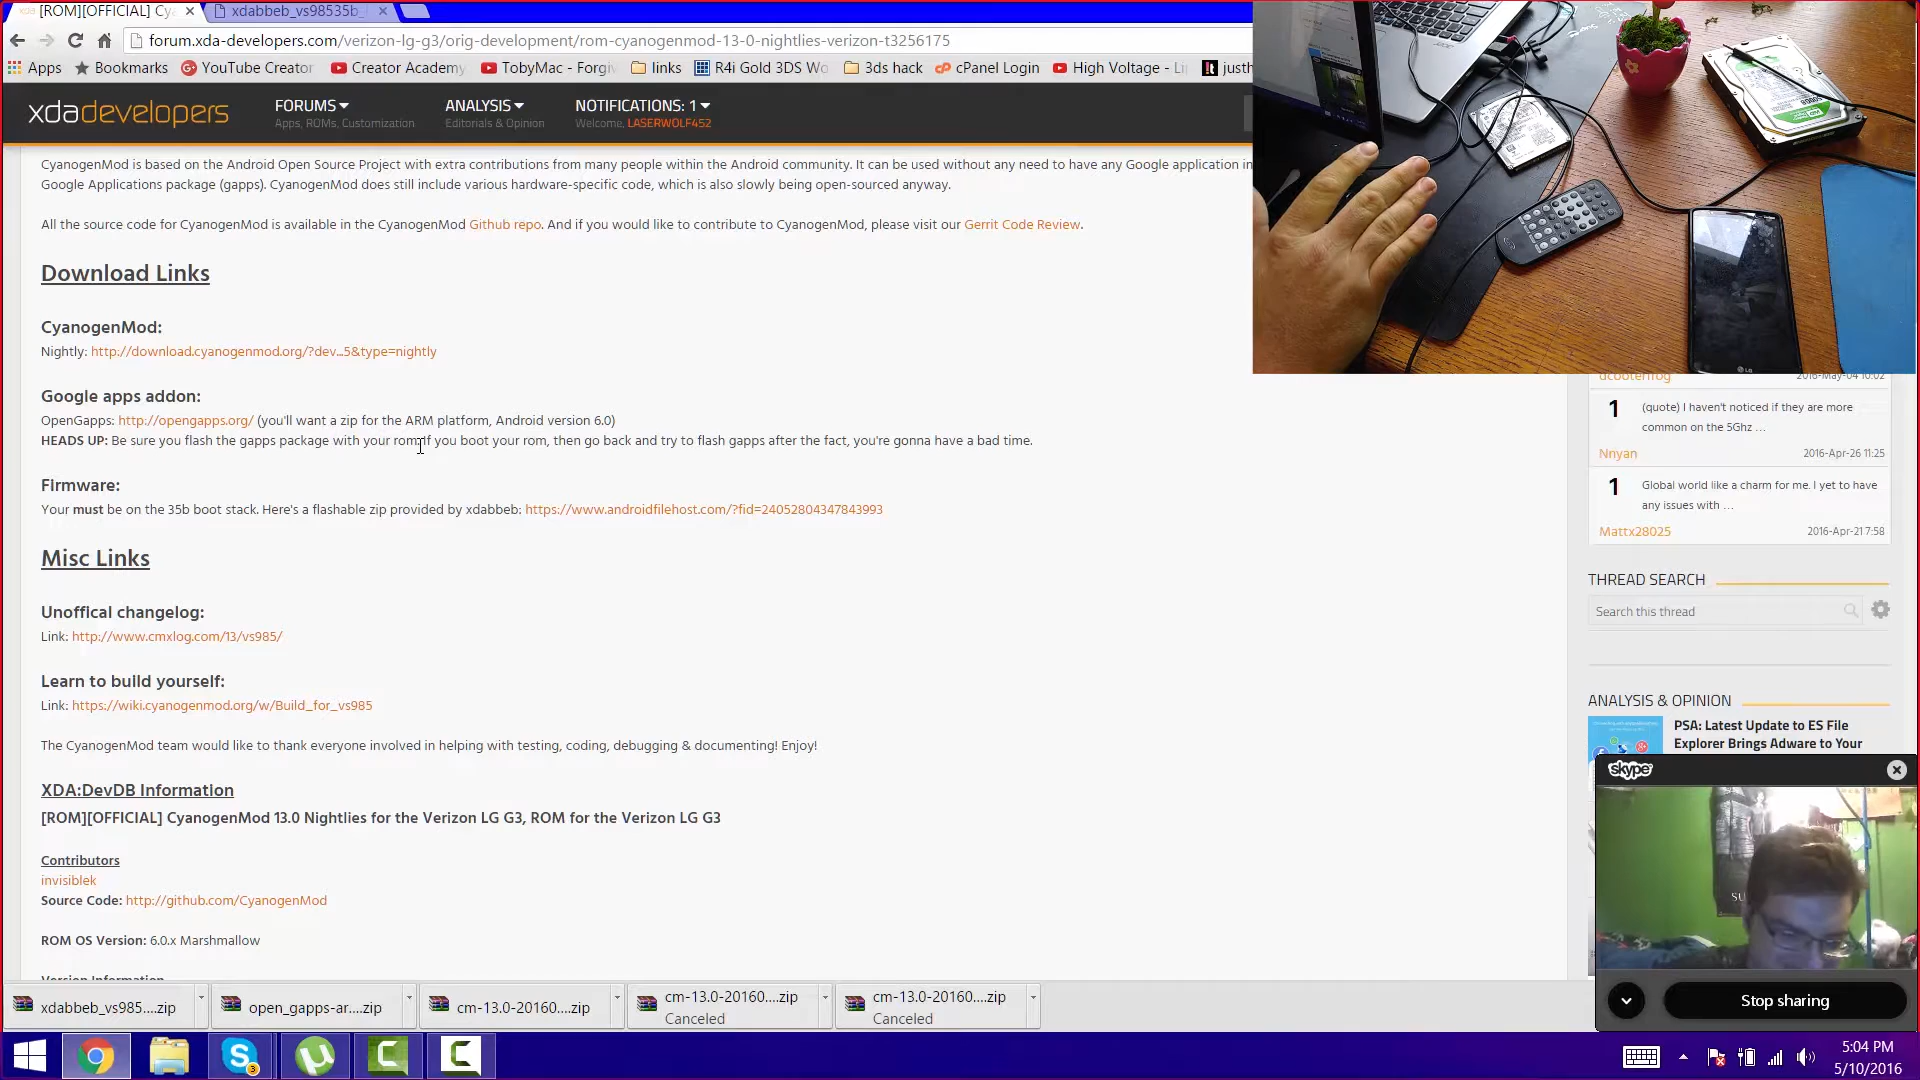 [ROM][OFFICIAL] Cy
xdabbeb_vs98535b_
forum.xda-developers.com/verizon-lg-g3/orig-development/rom-cyanogenmod-13-0-nightlies-verizon-t3256175
Apps Bookmarks YouTube Creator Creator Academy TobyMac - Forgiv links R4i Gold 3DS Wo 3ds hack cPanel Login High Voltage - Li justh
xdadevelopers
FORUMS
Apps, ROMs, Customization
ANALYSIS
Editorials & Opinion
NOTIFICATIONS: 1
Welcome, LASERWOLF452
CyanogenMod is based on the Android Open Source Project with extra contributions from many people within the Android community. It can be used without any need to have any Google application in
Google Applications package (gapps). CyanogenMod does still include various hardware-specific code, which is also slowly being open-sourced anyway.
All the source code for CyanogenMod is available in the CyanogenMod Github repo. And if you would like to contribute to CyanogenMod, please visit our Gerrit Code Review.
Download Links
CyanogenMod:
Nightly: http://download.cyanogenmod.org/?dev...5&type=nightly
Google apps addon:
OpenGapps: http://opengapps.org/ (you'll want a zip for the ARM platform, Android version 6.0)
HEADS UP: Be sure you flash the gapps package with your rom. If you boot your rom, then go back and try to flash gapps after the fact, you're gonna have a bad time.
Firmware:
Your must be on the 35b boot stack. Here's a flashable zip provided by xdabbeb: https://www.androidfilehost.com/?fid=24052804347843993
Misc Links
Unoffical changelog:
Link: http://www.cmxlog.com/13/vs985/
Learn to build yourself:
Link: https://wiki.cyanogenmod.org/w/Build_for_vs985
The CyanogenMod team would like to thank everyone involved in helping with testing, coding, debugging & documenting! Enjoy!
XDA:DevDB Information
[ROM][OFFICIAL] CyanogenMod 13.0 Nightlies for the Verizon LG G3, ROM for the Verizon LG G3
Contributors
invisiblek
Source Code: http://github.com/CyanogenMod
ROM OS Version: 6.0.x Marshmallow
Version Information
dcooterfrog 2016-May-04 10:02
1 (quote) I haven't noticed if they are more
common on the 5Ghz ...
Nnyan 2016-Apr-26 11:25
1 Global world like a charm for me. I yet to have
any issues with ...
Mattx28025 2016-Apr-21 7:58
THREAD SEARCH
Search this thread
ANALYSIS & OPINION
PSA: Latest Update to ES File
Explorer Brings Adware to Your
skype
SU
Stop sharing
xdabbeb_vs985....zip
open_gapps-ar....zip
cm-13.0-20160....zip
cm-13.0-20160....zip
Canceled
cm-13.0-20160....zip
Canceled
3
5:04 PM
5/10/2016
LG